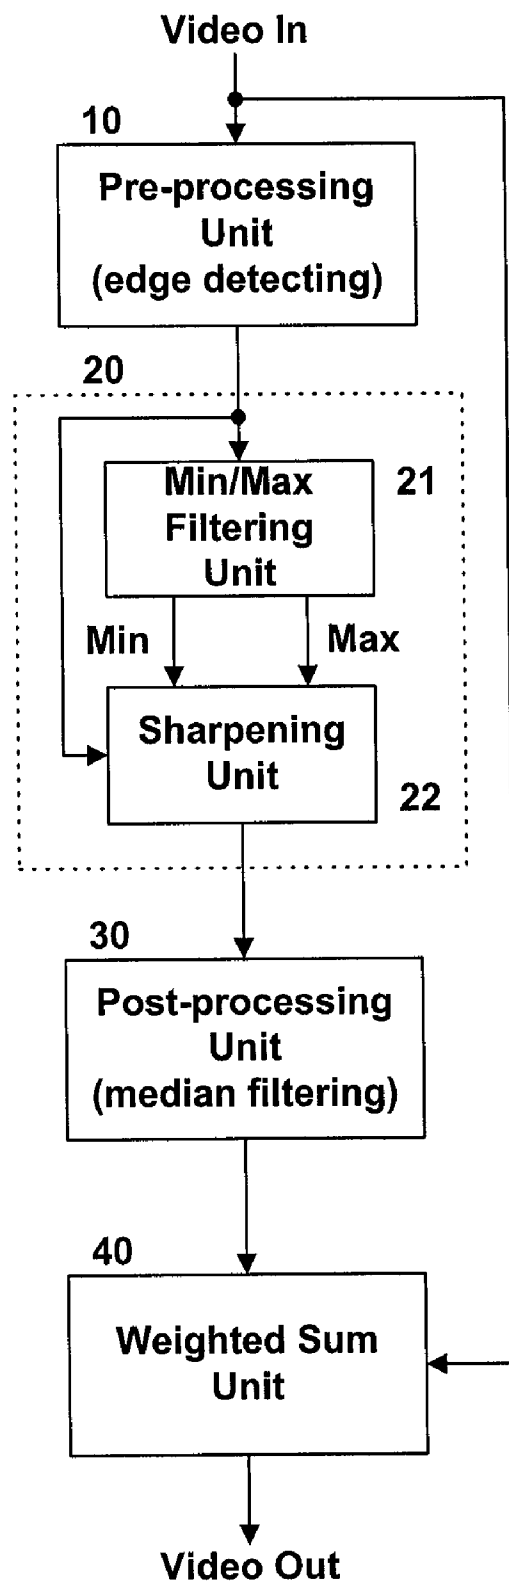 Video In
10
Pre-processing
Unit
(edge detecting)
20
Min/Max
Filtering
Unit
21
Min
Max
Sharpening
Unit
22
30
Post-processing
Unit
(median filtering)
40
Weighted Sum
Unit
Video Out